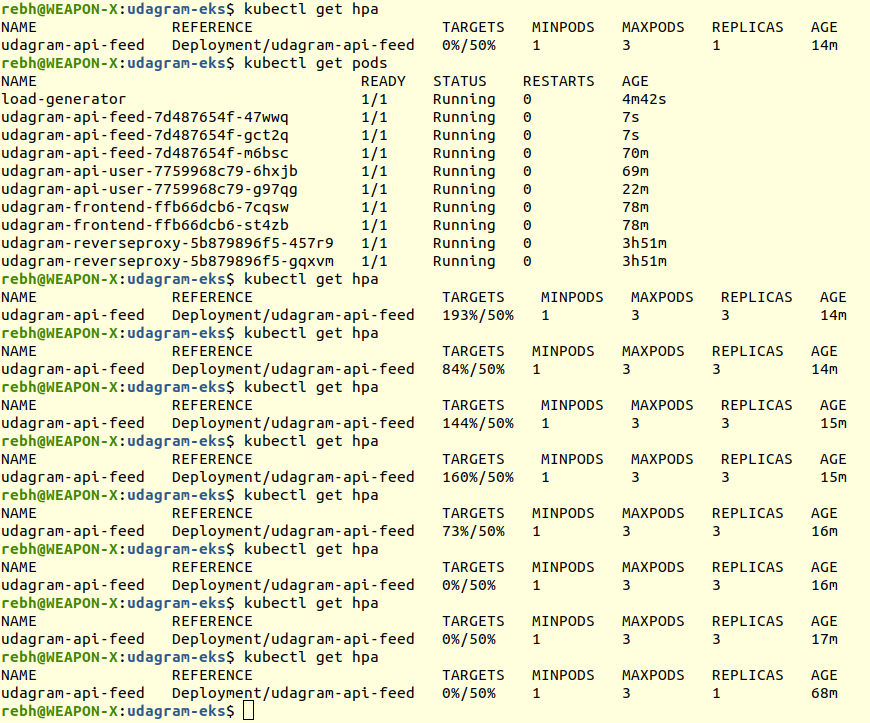 rebh@WEAPON-X:udagram-eks$ kubectl get hpa
NAME REFERENCE TARGETS MINPODS MAXPODS REPLICAS AGE
udagram-api-feed Deployment/udagram-api-feed 0%/50% 1 3 1 14m
rebh@WEAPON-X:udagram-eks$ kubectl get pods
NAME READY STATUS RESTARTS AGE
load-generator 1/1 Running 0 4m42s
udagram-api-feed-7d487654f-47wwq 1/1 Running 0 7s
udagram-api-feed-7d487654f-gct2q 1/1 Running 0 7s
udagram-api-feed-7d487654f-m6bsc 1/1 Running 0 70m
udagram-api-user-7759968c79-6hxjb 1/1 Running 0 69m
udagram-api-user-7759968c79-g97qg 1/1 Running 0 22m
udagram-frontend-ffb66dcb6-7cqsw 1/1 Running 0 78m
udagram-frontend-ffb66dcb6-st4zb 1/1 Running 0 78m
udagram-reverseproxy-5b879896f5-457r9 1/1 Running 0 3h51m
udagram-reverseproxy-5b879896f5-gqxvm 1/1 Running 0 3h51m
rebh@WEAPON-X:udagram-eks$ kubectl get hpa
NAME REFERENCE TARGETS MINPODS MAXPODS REPLICAS AGE
udagram-api-feed Deployment/udagram-api-feed 193%/50% 1 3 3 14m
rebh@WEAPON-X:udagram-eks$ kubectl get hpa
NAME REFERENCE TARGETS MINPODS MAXPODS REPLICAS AGE
udagram-api-feed Deployment/udagram-api-feed 84%/50% 1 3 3 14m
rebh@WEAPON-X:udagram-eks$ kubectl get hpa
NAME REFERENCE TARGETS MINPODS MAXPODS REPLICAS AGE
udagram-api-feed Deployment/udagram-api-feed 144%/50% 1 3 3 15m
rebh@WEAPON-X:udagram-eks$ kubectl get hpa
NAME REFERENCE TARGETS MINPODS MAXPODS REPLICAS AGE
udagram-api-feed Deployment/udagram-api-feed 160%/50% 1 3 3 15m
rebh@WEAPON-X:udagram-eks$ kubectl get hpa
NAME REFERENCE TARGETS MINPODS MAXPODS REPLICAS AGE
udagram-api-feed Deployment/udagram-api-feed 73%/50% 1 3 3 16m
rebh@WEAPON-X:udagram-eks$ kubectl get hpa
NAME REFERENCE TARGETS MINPODS MAXPODS REPLICAS AGE
udagram-api-feed Deployment/udagram-api-feed 0%/50% 1 3 3 16m
rebh@WEAPON-X:udagram-eks$ kubectl get hpa
NAME REFERENCE TARGETS MINPODS MAXPODS REPLICAS AGE
udagram-api-feed Deployment/udagram-api-feed 0%/50% 1 3 3 17m
rebh@WEAPON-X:udagram-eks$ kubectl get hpa
NAME REFERENCE TARGETS MINPODS MAXPODS REPLICAS AGE
udagram-api-feed Deployment/udagram-api-feed 0%/50% 1 3 1 68m
rebh@WEAPON-X:udagram-eks$